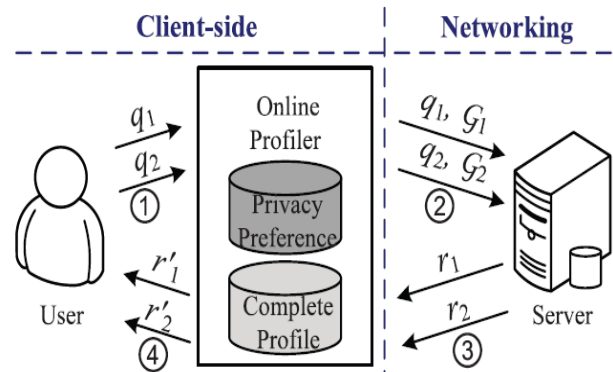 Client-side
Networking
Online
Profiler
q1
q2
①
q1, G1
q2, G2
②
Privacy
Preference
Complete
Profile
r′1
r′2
④
r1
r2
③
User
Server